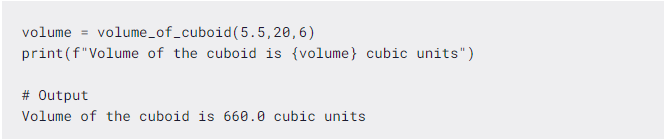 volume = volume_of_cuboid(5.5,20,6)
print(f"Volume of the cuboid is {volume} cubic units")
# Output
Volume of the cuboid is 660.0 cubic units